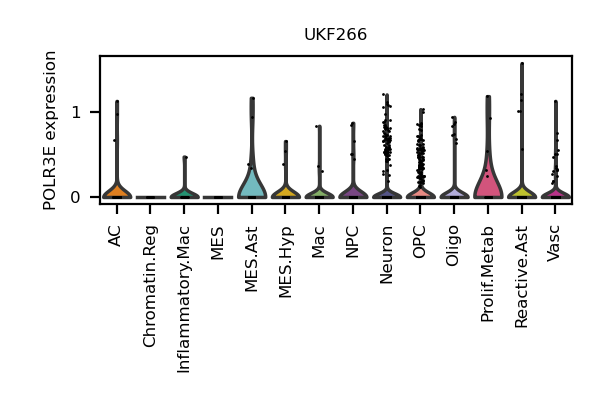 UKF266
POLR3E expression
1
0
AC
Chromatin.Reg
Inflammatory.Mac
MES
MES.Ast
MES.Hyp
Mac
NPC
Neuron
OPC
Oligo
Prolif.Metab
Reactive.Ast
Vasc